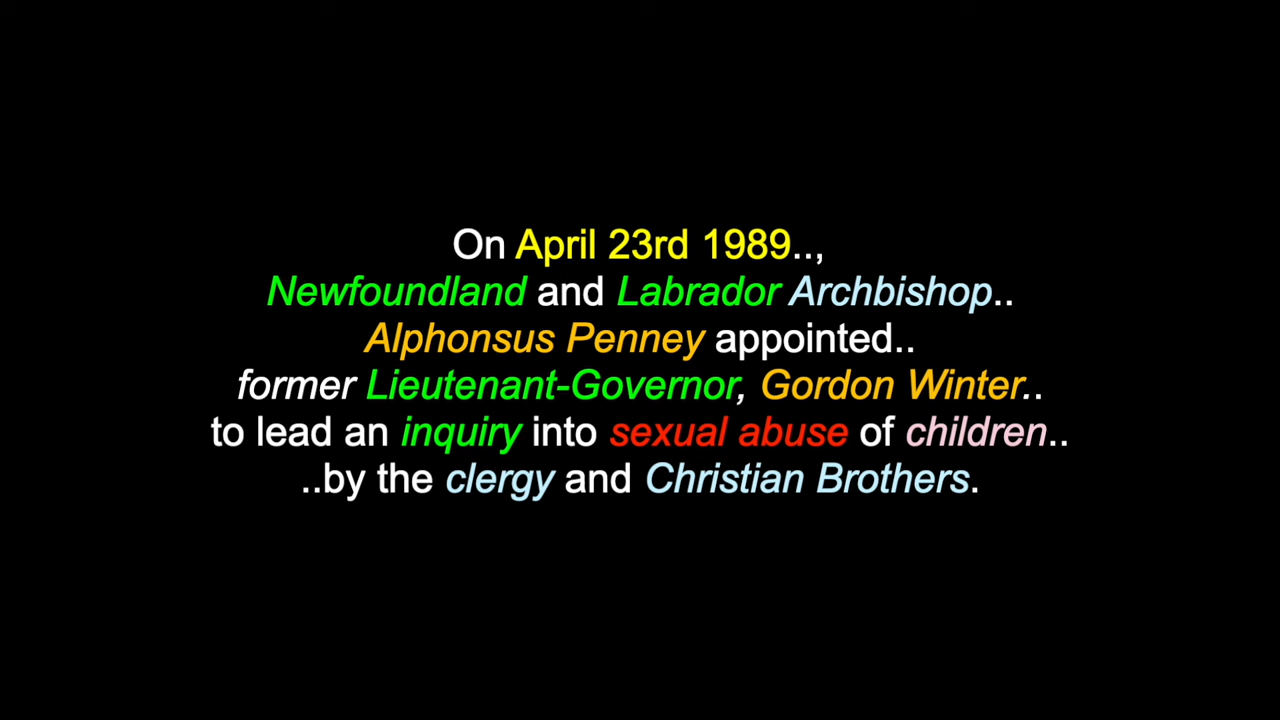 On April 23rd 1989..,
Newfoundland and Labrador Archbishop..
Alphonsus Penney appointed..
former Lieutenant-Governor, Gordon Winter..
to lead an inquiry into sexual abuse of children..
..by the clergy and Christian Brothers.